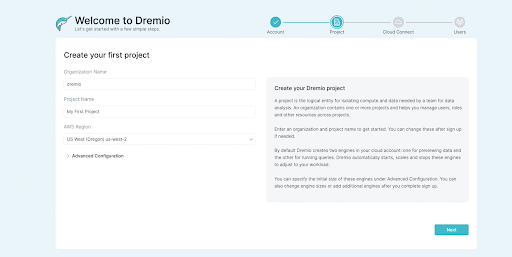 Welcome to Dremio
Let's get started with a few simple steps.
Account
Project
Cloud Connect
Users
Create your first project
Organization Name
dremio
Project Name
My First Project
AWS Region
US West (Oregon) us-west-2
Advanced Configuration
Create your Dremio project
A project is the logical entity for isolating compute and data needed by a team for data
analysis. An organization contains one or more projects and helps you manage users, roles
and other resources across projects.
Enter an organization and project name to get started. You can change these after sign up
if needed.
By default Dremio creates two engines in your cloud account: one for previewing data and
the other for running queries. Dremio automatically starts, scales and stops these engines
to adjust to your workload.
You can specify the initial size of these engines under Advanced Configuration. You can
also change engine sizes or add additional engines after you complete sign up.
Next